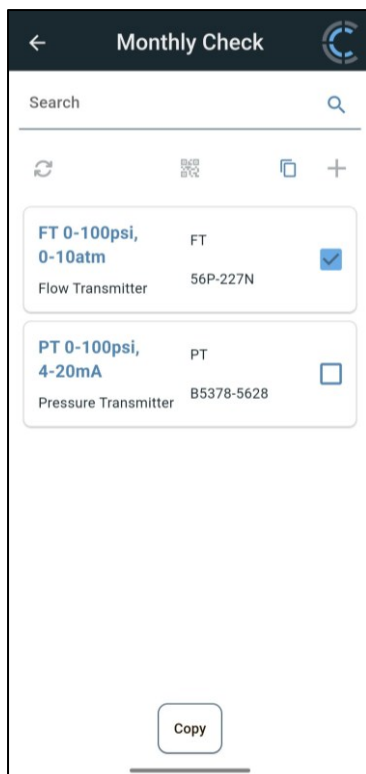 Monthly Check
Search
FT 0-100psi,
0-10atm
Flow Transmitter
FT
56P-227N
PT 0-100psi,
4-20mA
Pressure Transmitter
PT
B5378-5628
Copy